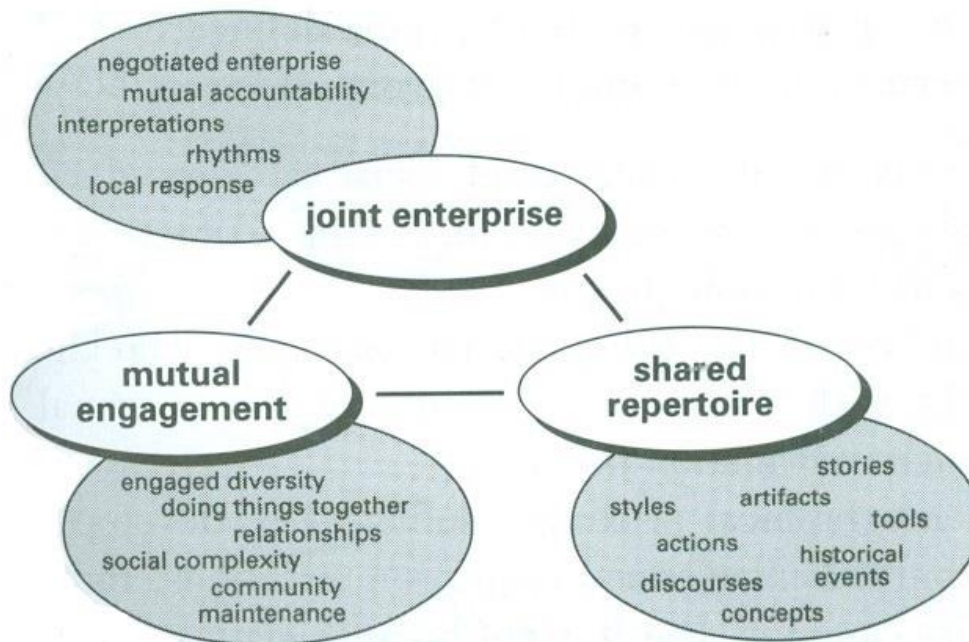 negotiated enterprise
mutual accountability
interpretations
rhythms
local response
joint enterprise
mutual
engagement
engaged diversity
doing things together
relationships
social complexity
community
maintenance
shared
repertoire
stories
styles
artifacts
tools
actions
historical
events
discourses
concepts